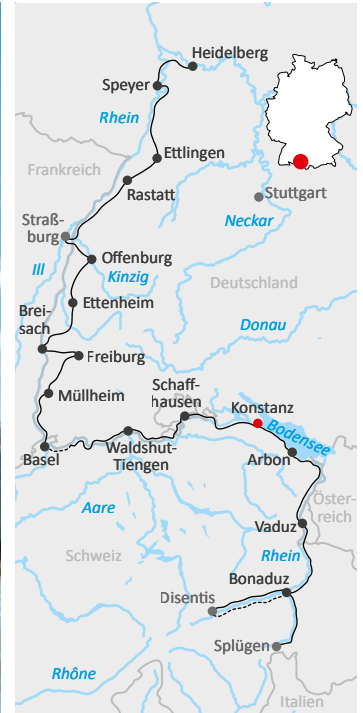 Heidelberg
Speyer
Rhein
Ettlingen
Frankreich
Rastatt
Stuttgart
Straß-
burg
Neckar
Offenburg
Ill
Kinzig
Deutschland
Ettenheim
Brei-
sach
Donau
Freiburg
Schaff-
hausen
Müllheim
Konstanz
Bodensee
Basel
Waldshut-
Tiengen
Arbon
Aare
Öster-
reich
Vaduz
Schweiz
Rhein
Bonaduz
Disentis
Splügen
Rhône
Italien